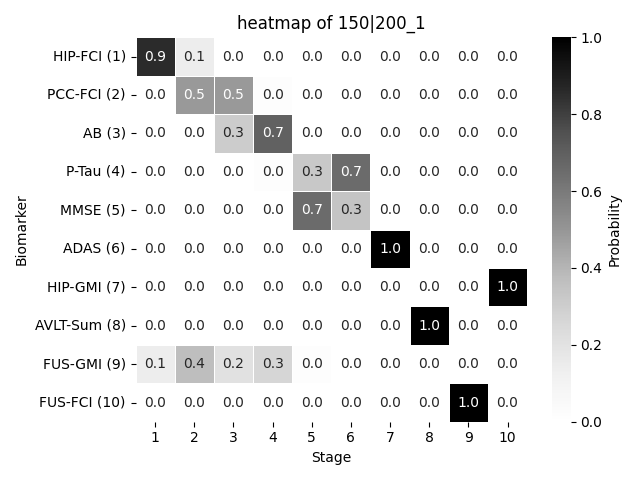 heatmap of 150|200_1
HIP-FCI (1) 0.9 0.1 0.0 0.0 0.0 0.0 0.0 0.0 0.0 0.0
PCC-FCI (2) 0.0 0.5 0.5 0.0 0.0 0.0 0.0 0.0 0.0 0.0
AB (3) 0.0 0.0 0.3 0.7 0.0 0.0 0.0 0.0 0.0 0.0
P-Tau (4) 0.0 0.0 0.0 0.0 0.3 0.7 0.0 0.0 0.0 0.0
MMSE (5) 0.0 0.0 0.0 0.0 0.7 0.3 0.0 0.0 0.0 0.0
ADAS (6) 0.0 0.0 0.0 0.0 0.0 0.0 1.0 0.0 0.0 0.0
HIP-GMI (7) 0.0 0.0 0.0 0.0 0.0 0.0 0.0 0.0 0.0 1.0
AVLT-Sum (8) 0.0 0.0 0.0 0.0 0.0 0.0 0.0 1.0 0.0 0.0
FUS-GMI (9) 0.1 0.4 0.2 0.3 0.0 0.0 0.0 0.0 0.0 0.0
FUS-FCI (10) 0.0 0.0 0.0 0.0 0.0 0.0 0.0 0.0 1.0 0.0
1 2 3 4 5 6 7 8 9 10
Stage
Biomarker
1.0
0.8
0.6
0.4
0.2
0.0
Probability